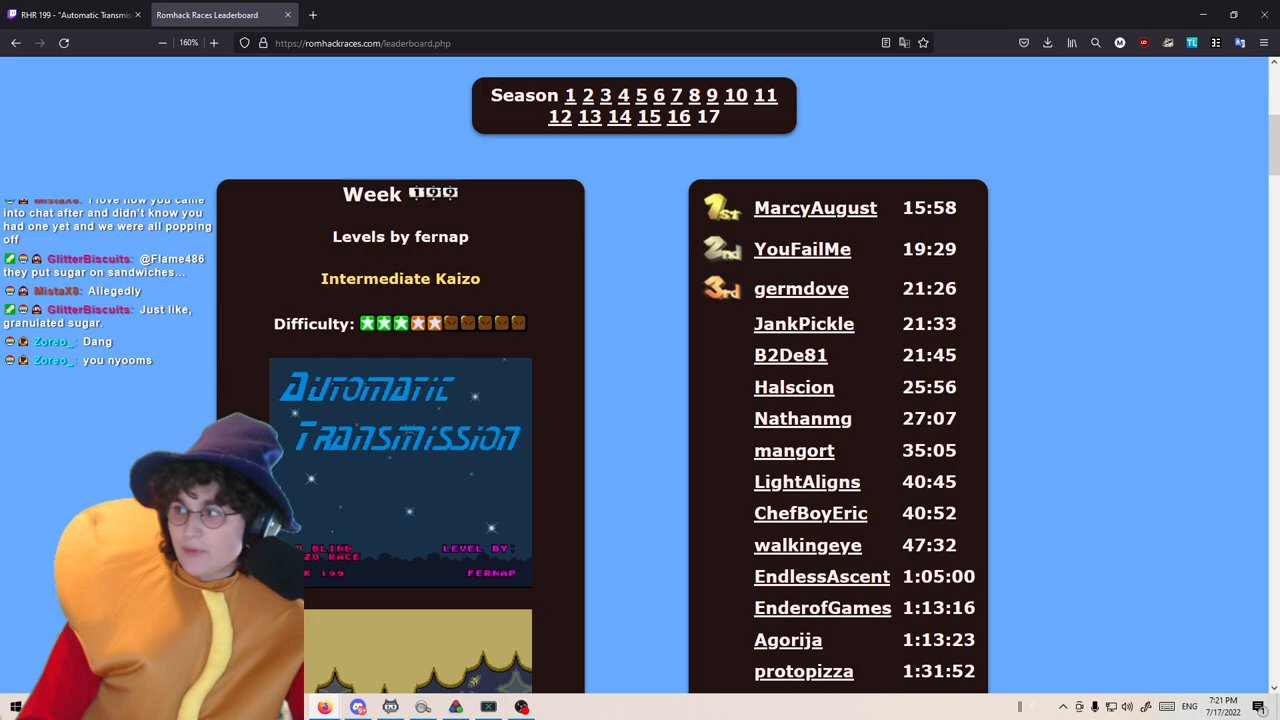 RHR 199 - "Automatic Transmis
Romhack Races Leaderboard
160%
https://romhackraces.com/leaderboard.php
Season 1 2 3 4 5 6 7 8 9 10 11
12 13 14 15 16 17
MistaX8: I love how you came
into chat after and didn't know you
had one yet and we were all popping
off
GlitterBiscuits: @Flame486
they put sugar on sandwiches...
MistaX8: Allegedly
GlitterBiscuits: Just like,
granulated sugar.
Zoreo_: Dang
Zoreo_: you nyooms
Week 199
Levels by fernap
Intermediate Kaizo
Difficulty:
AUTOMATIC
TRANSMISSION
BLIND
RACE
199
LEVEL BY:
FERNAP
1st MarcyAugust 15:58
2nd YouFailMe 19:29
3rd germdove 21:26
JankPickle 21:33
B2De81 21:45
Halscion 25:56
Nathanmg 27:07
mangort 35:05
LightAligns 40:45
ChefBoyEric 40:52
walkingeye 47:32
EndlessAscent 1:05:00
EnderofGames 1:13:16
Agorija 1:13:23
protopizza 1:31:52
ENG
7:21 PM
7/17/2022